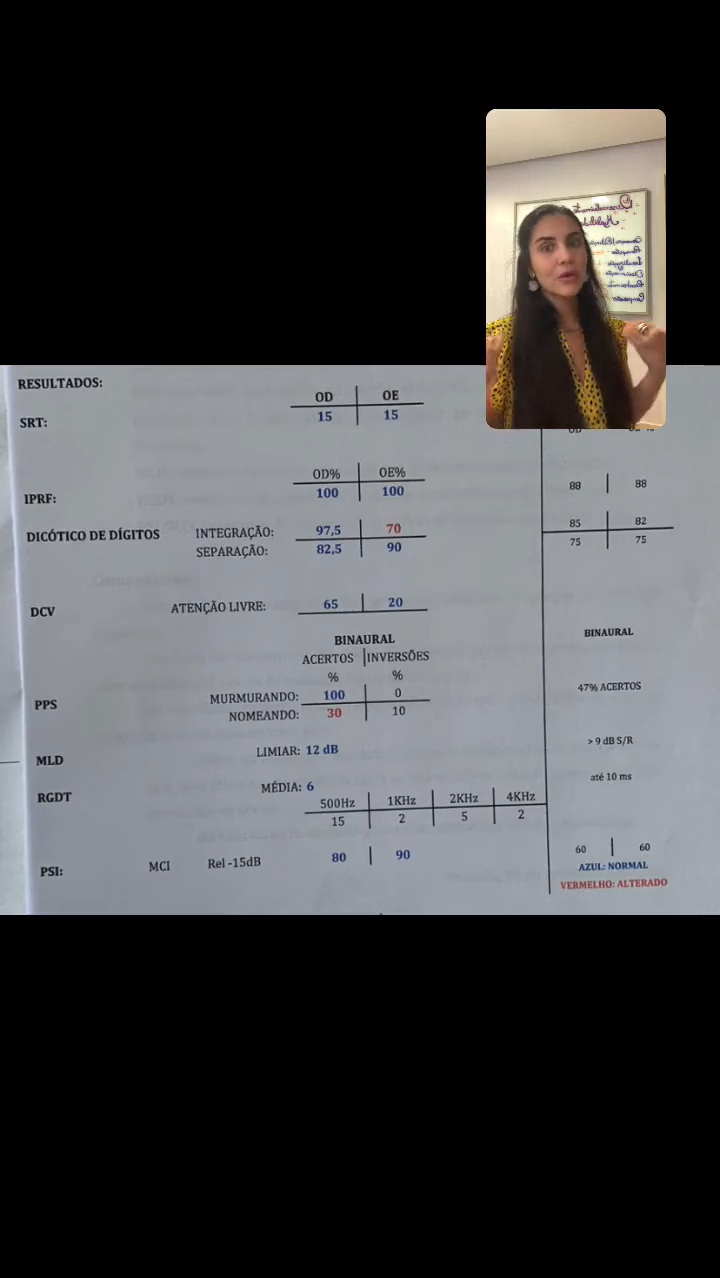 RESULTADOS:
OD | OE
SRT: 15 | 15
OD% | OE%
IPRF: 100 | 100 88 | 88
DICÓTICO DE DÍGITOS INTEGRAÇÃO: 97,5 | 70 85 | 82
SEPARAÇÃO: 82,5 | 90 75 | 75
DCV ATENÇÃO LIVRE: 65 | 20
BINAURAL BINAURAL
ACERTOS | INVERSÕES
% %
PPS MURMURANDO: 100 | 0 47% ACERTOS
NOMEANDO: 30 | 10
MLD LIMIAR: 12 dB > 9 dB S/R
RGDT MÉDIA: 6 até 10 ms
500Hz | 1KHz | 2KHz | 4KHz
15 | 2 | 5 | 2
PSI: MCI Rel -15dB 80 | 90 60 | 60
AZUL: NORMAL
VERMELHO: ALTERADO